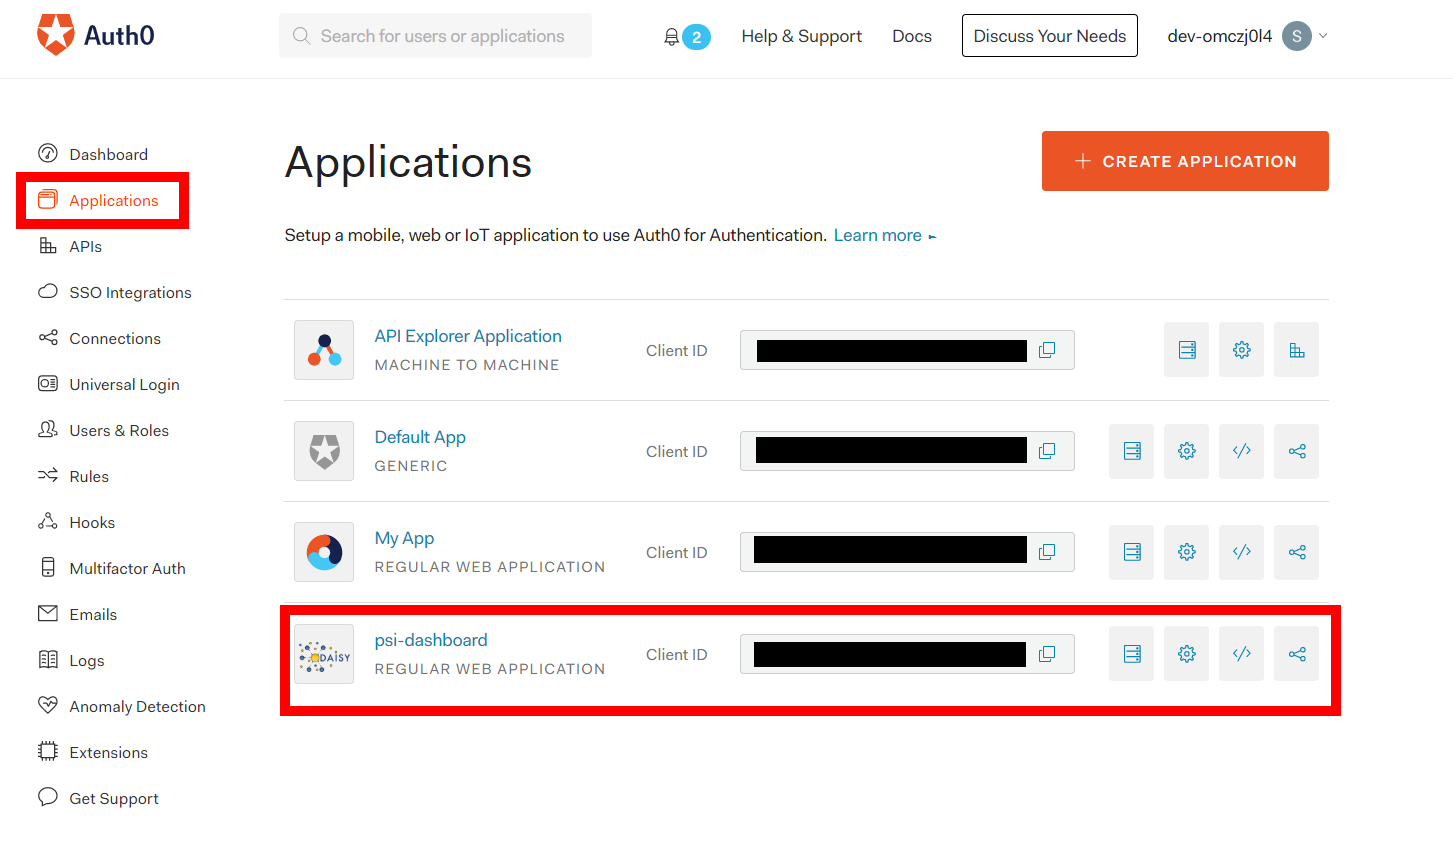 Auth0
Search for users or applications
2
Help & Support
Docs
Discuss Your Needs
dev-omczj0l4
S
Dashboard
Applications
APIs
SSO Integrations
Connections
Universal Login
Users & Roles
Rules
Hooks
Multifactor Auth
Emails
Logs
Anomaly Detection
Extensions
Get Support
Applications
CREATE APPLICATION
Setup a mobile, web or IoT application to use Auth0 for Authentication. Learn more
API Explorer Application
MACHINE TO MACHINE
Client ID
Default App
GENERIC
Client ID
My App
REGULAR WEB APPLICATION
Client ID
DAISY
psi-dashboard
REGULAR WEB APPLICATION
Client ID